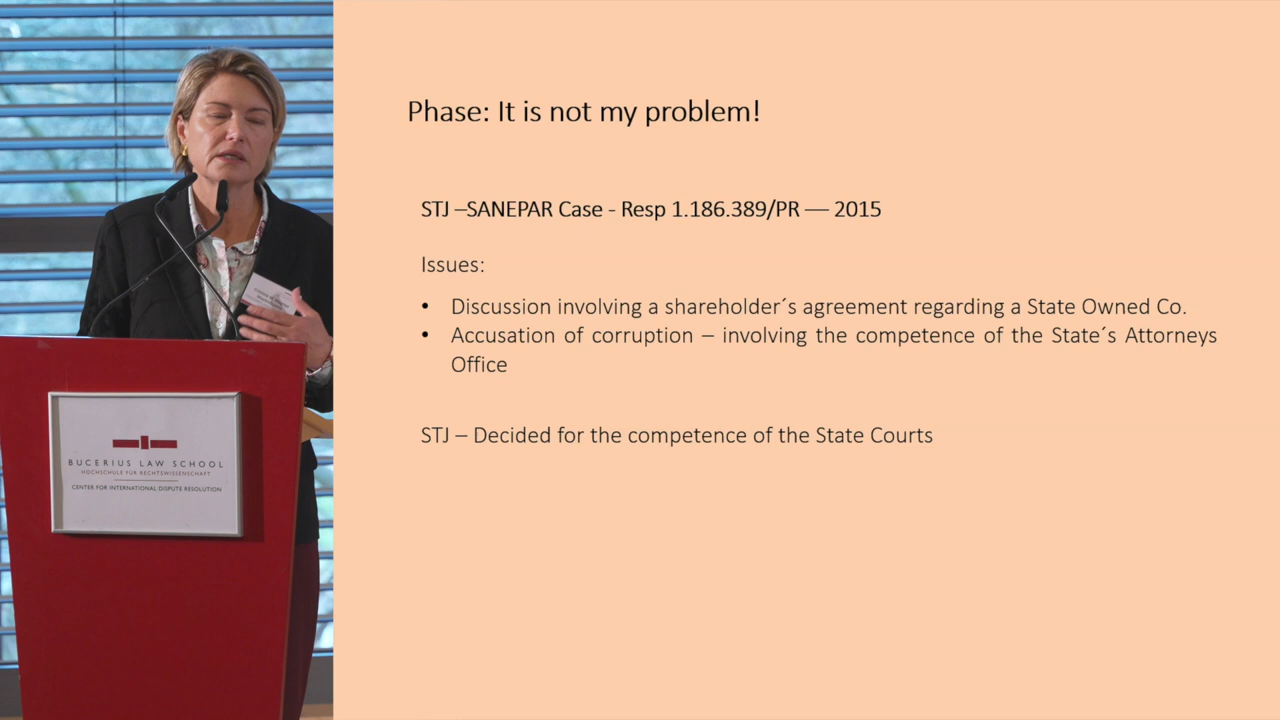 Phase: It is not my problem!
STJ –SANEPAR Case - Resp 1.186.389/PR –– 2015
Issues:
• Discussion involving a shareholder´s agreement regarding a State Owned Co.
• Accusation of corruption – involving the competence of the State´s Attorneys
Office
STJ – Decided for the competence of the State Courts
BUCERIUS LAW SCHOOL
HOCHSCHULE FÜR RECHTSWISSENSCHAFT
CENTER FOR INTERNATIONAL DISPUTE RESOLUTION